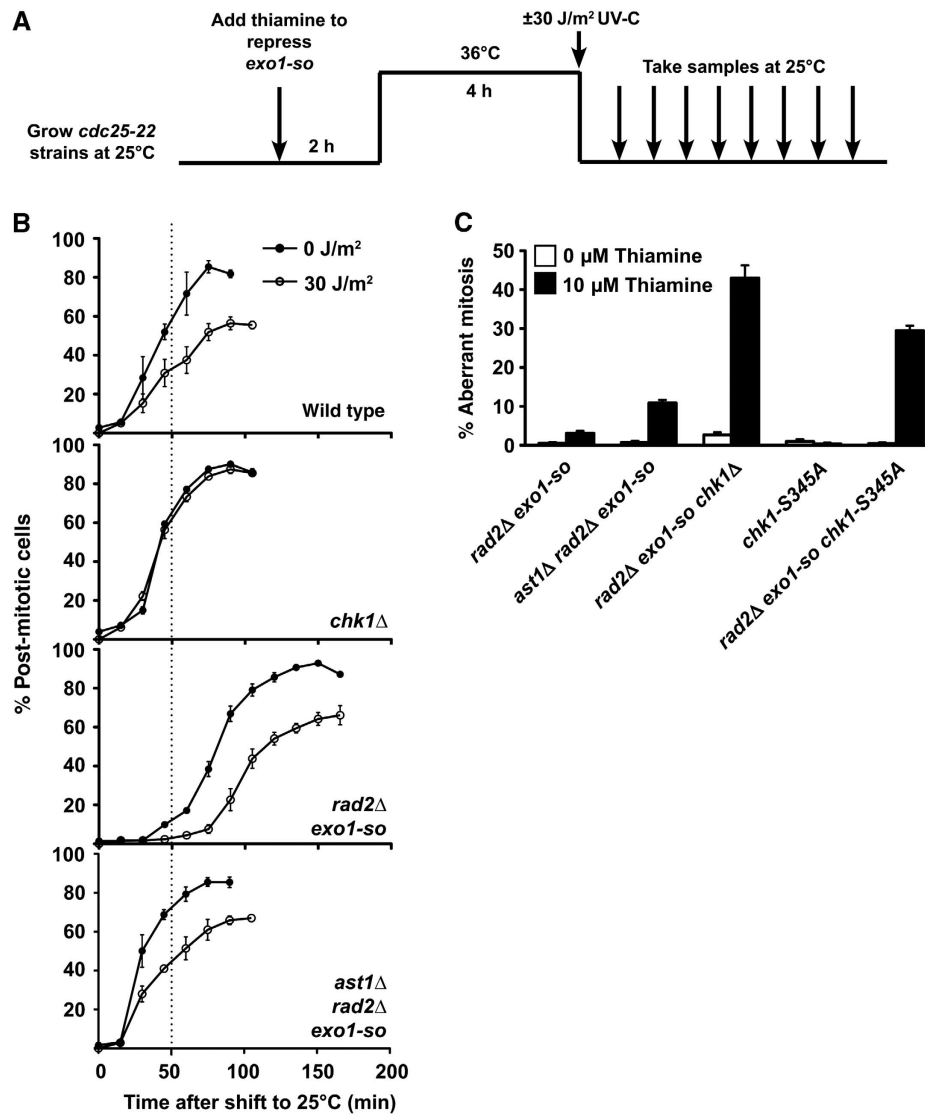 A
Add thiamine to
repress
exo1-so
±30 J/m² UV-C
36°C
4 h
Take samples at 25°C
Grow cdc25-22
strains at 25°C
2 h
B
% Post-mitotic cells
100
80
60
40
20
0 J/m²
30 J/m²
Wild type
100
80
60
40
20
chk1Δ
100
80
60
40
20
rad2Δ
exo1-so
100
80
60
40
20
ast1Δ
rad2Δ
exo1-so
0 50 100 150 200
Time after shift to 25°C (min)
C
% Aberrant mitosis
50
40
30
20
10
0
0 µM Thiamine
10 µM Thiamine
rad2Δ exo1-so
ast1Δ rad2Δ exo1-so
rad2Δ exo1-so chk1Δ
chk1-S345A
rad2Δ exo1-so chk1-S345A